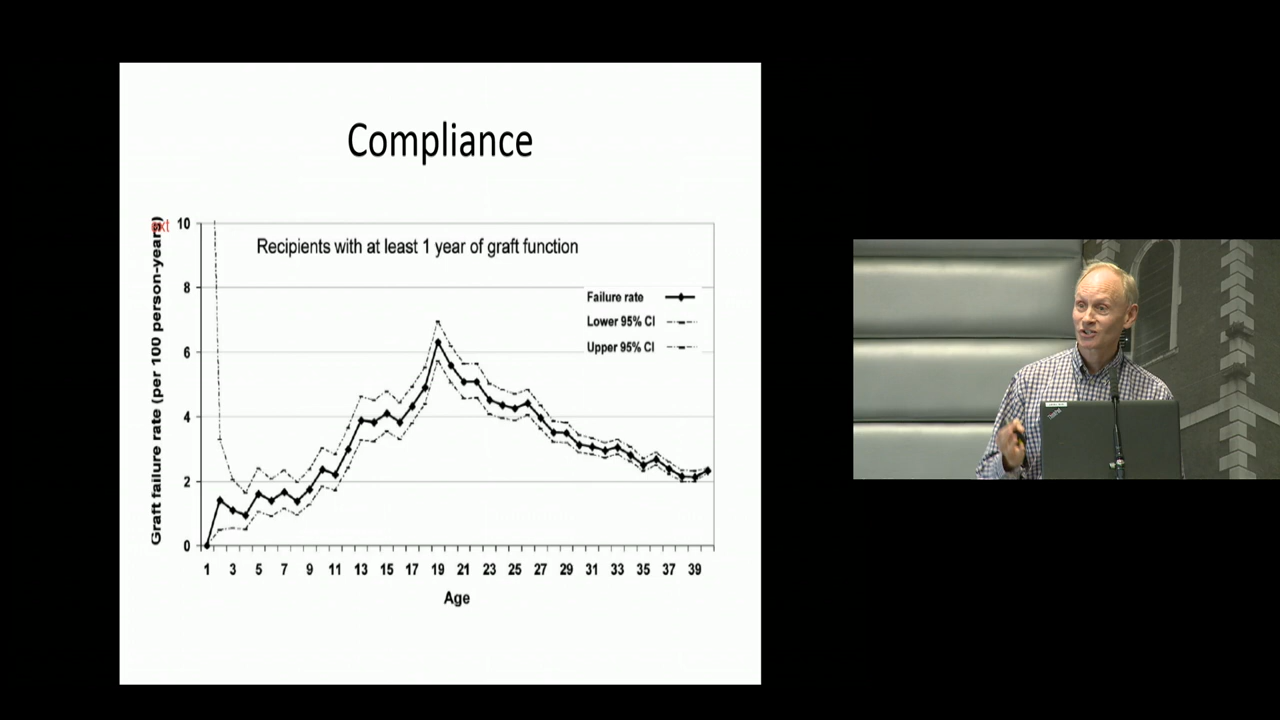 Compliance
Graft failure rate (per 100 person-years)
Recipients with at least 1 year of graft function
Failure rate
Lower 95% CI
Upper 95% CI
10
8
6
4
2
0
1 3 5 7 9 11 13 15 17 19 21 23 25 27 29 31 33 35 37 39
Age